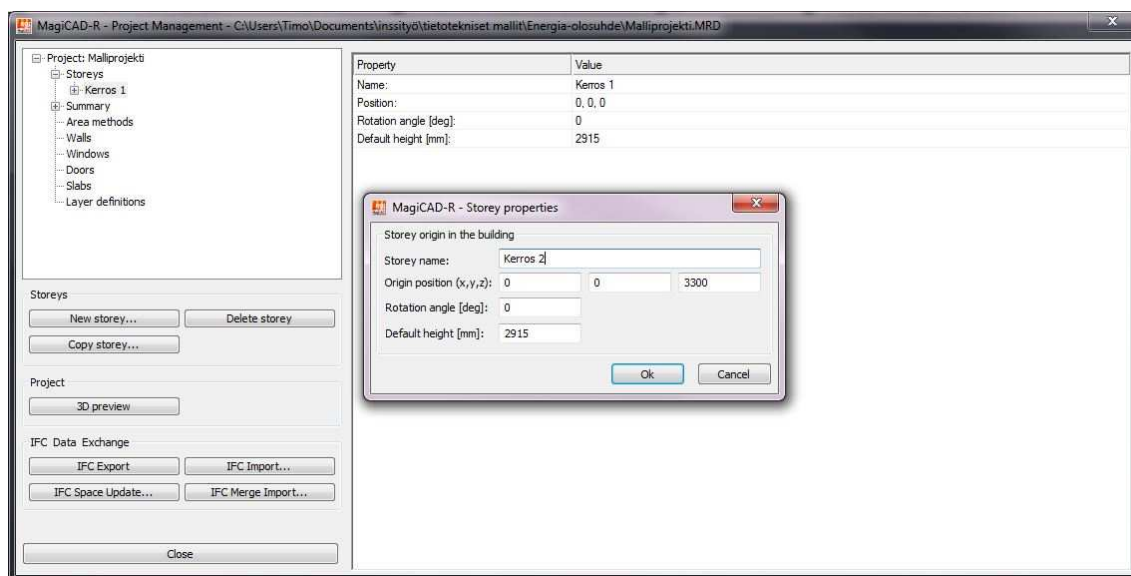 MagiCAD-R - Project Management - C:\Users\Timo\Documents\inssityö\tietotekniset mallit\Energia-olosuhde\Malliprojekti.MRD
Project: Malliprojekti
Storeys
Kerros 1
Summary
Area methods
Walls
Windows
Doors
Slabs
Layer definitions
Property Value
Name: Kerros 1
Position: 0, 0, 0
Rotation angle [deg]: 0
Default height [mm]: 2915
MagiCAD-R - Storey properties
Storey origin in the building
Storey name: Kerros 2
Origin position (x,y,z): 0 0 3300
Rotation angle [deg]: 0
Default height [mm]: 2915
Ok Cancel
Storeys
New storey... Delete storey
Copy storey...
Project
3D preview
IFC Data Exchange
IFC Export IFC Import...
IFC Space Update... IFC Merge Import...
Close